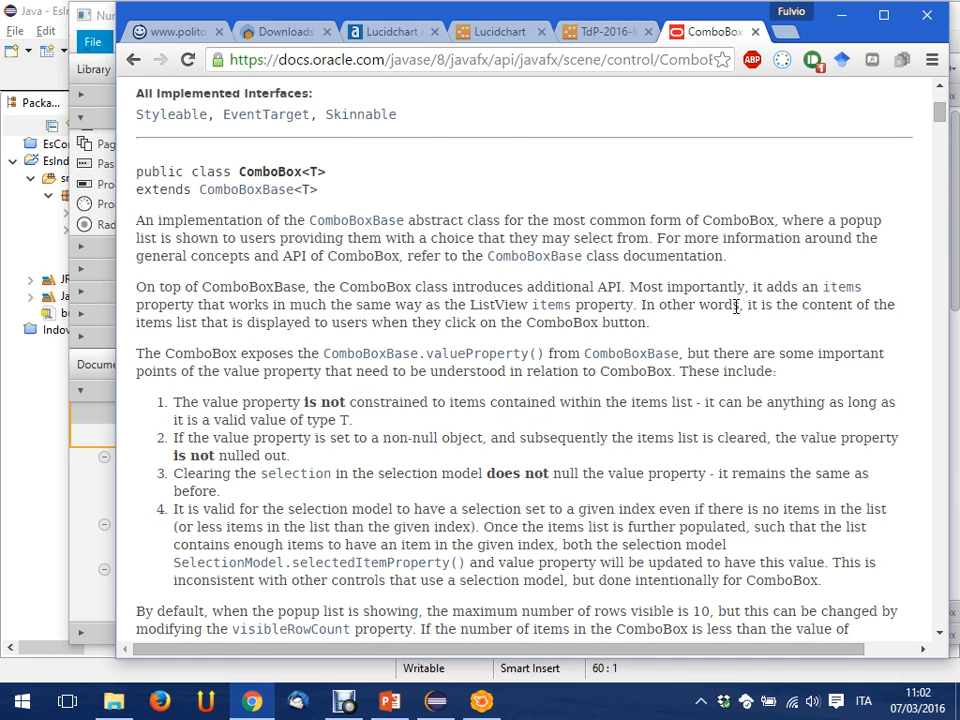 Java - EsIn
Nun
Fulvio
www.polito
Downloads
Lucidchart
Lucidchart
TdP-2016-I
ComboBox
File Edit
File
https://docs.oracle.com/javase/8/javafx/api/javafx/scene/control/ComboB
Library
Packa...
EsCo
EsInd
sr
JR
Ja
bu
Indov
Pag
Pas
Pro
Pro
Rad
Docume
All Implemented Interfaces:
Styleable, EventTarget, Skinnable
public class ComboBox<T>
extends ComboBoxBase<T>
An implementation of the ComboBoxBase abstract class for the most common form of ComboBox, where a popup
list is shown to users providing them with a choice that they may select from. For more information around the
general concepts and API of ComboBox, refer to the ComboBoxBase class documentation.
On top of ComboBoxBase, the ComboBox class introduces additional API. Most importantly, it adds an items
property that works in much the same way as the ListView items property. In other words, it is the content of the
items list that is displayed to users when they click on the ComboBox button.
The ComboBox exposes the ComboBoxBase.valueProperty() from ComboBoxBase, but there are some important
points of the value property that need to be understood in relation to ComboBox. These include:
1. The value property is not constrained to items contained within the items list - it can be anything as long as
it is a valid value of type T.
2. If the value property is set to a non-null object, and subsequently the items list is cleared, the value property
is not nulled out.
3. Clearing the selection in the selection model does not null the value property - it remains the same as
before.
4. It is valid for the selection model to have a selection set to a given index even if there is no items in the list
(or less items in the list than the given index). Once the items list is further populated, such that the list
contains enough items to have an item in the given index, both the selection model
SelectionModel.selectedItemProperty() and value property will be updated to have this value. This is
inconsistent with other controls that use a selection model, but done intentionally for ComboBox.
By default, when the popup list is showing, the maximum number of rows visible is 10, but this can be changed by
modifying the visibleRowCount property. If the number of items in the ComboBox is less than the value of
Writable
Smart Insert
60 : 1
ITA
11:02
07/03/2016